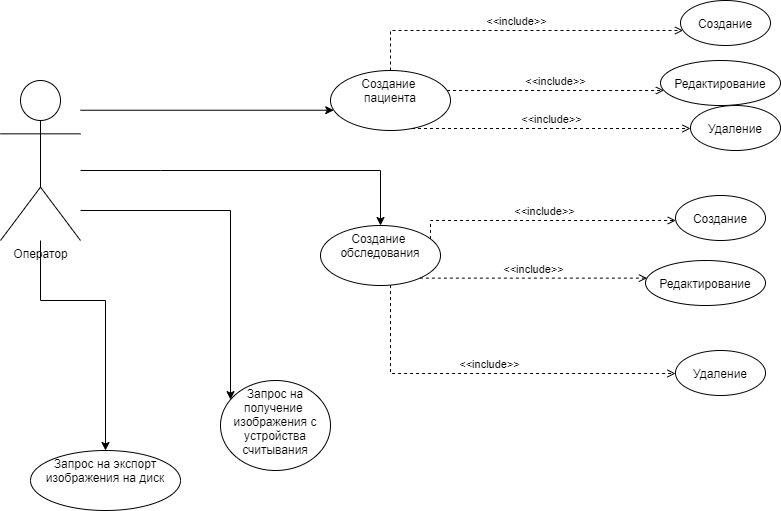 <<include>>
Создание
Создание
пациента
<<include>>
Редактирование
<<include>>
Удаление
Оператор
Создание
обследования
<<include>>
Создание
<<include>>
Редактирование
<<include>>
Удаление
Запрос на
получение
изображения с
устройства
считывания
Запрос на экспорт
изображения на диск